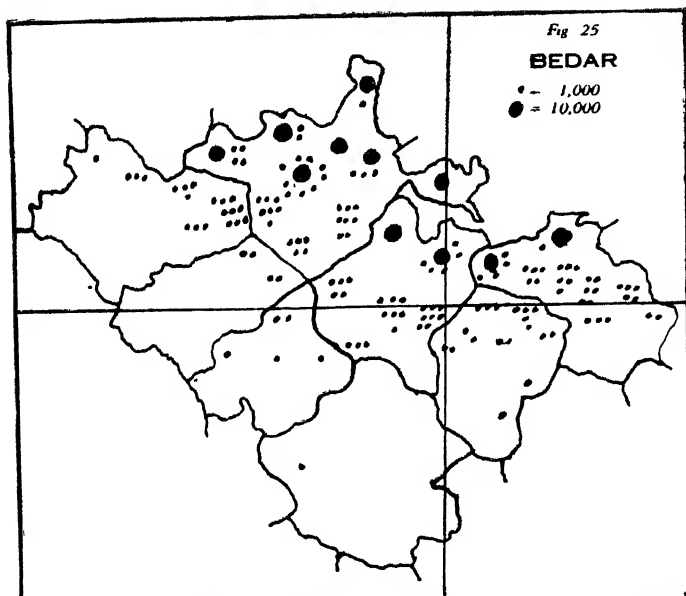 Fig 25
BEDAR
• = 1,000
● = 10,000